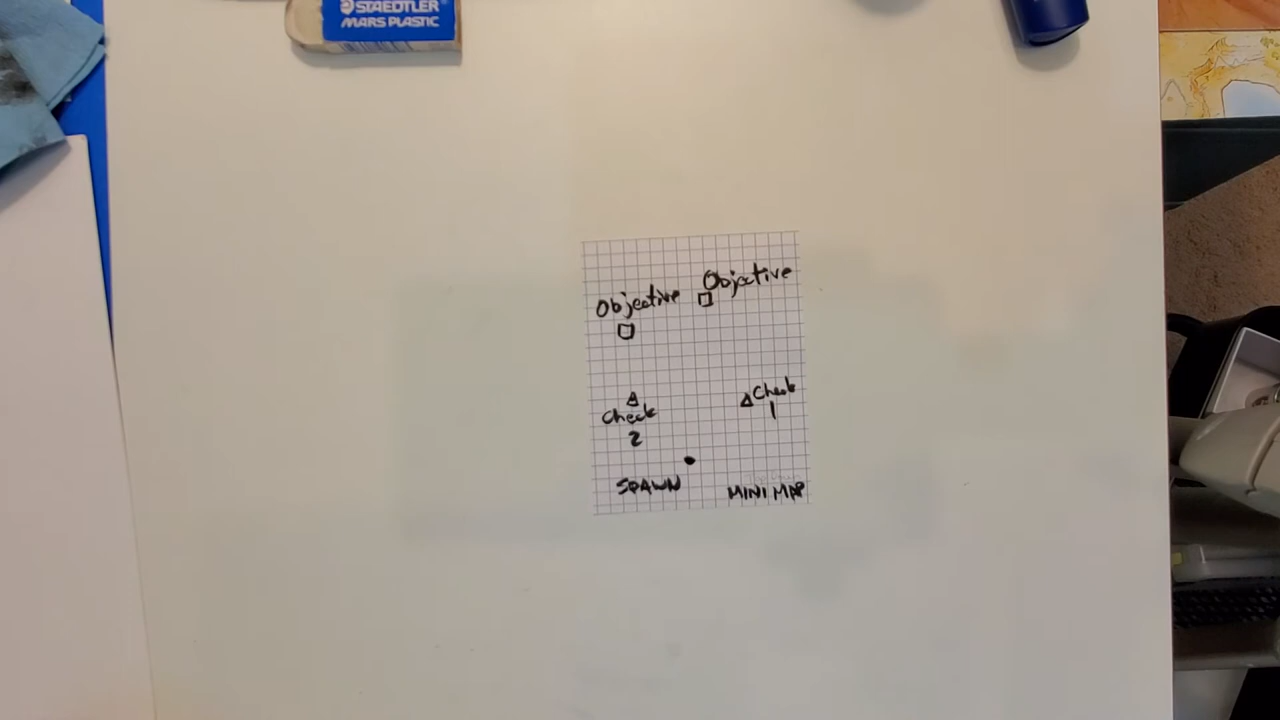 STAEDTLER
MARS PLASTIC
Objective
Objective
Check
1
Check
2
SPAWN
MINI MAP